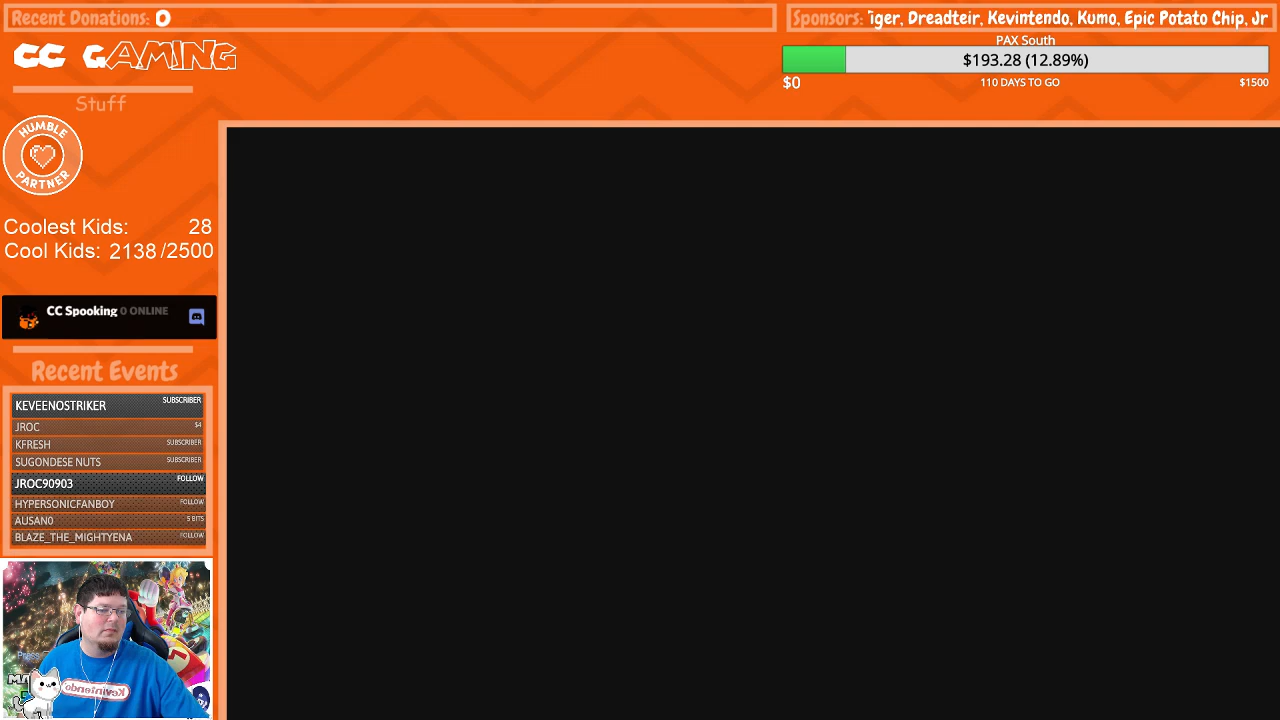 Recent Donations: 0
Sponsors: Tiger, Dreadteir, Kevintendo, Kumo, Epic Potato Chip, Jr
CC GAMING
PAX South
$193.28 (12.89%)
$0 110 DAYS TO GO $1500
Stuff
HUMBLE
PARTNER
Coolest Kids: 28
Cool Kids: 2138/2500
CC Spooking 0 ONLINE
Recent Events
KEVEENOSTRIKER SUBSCRIBER
JROC $4
KFRESH SUBSCRIBER
SUGONDESE NUTS SUBSCRIBER
JROC90903 FOLLOW
HYPERSONICFANBOY FOLLOW
AUSAN0 5 BITS
BLAZE_THE_MIGHTYENA FOLLOW
Press
Kevintendo